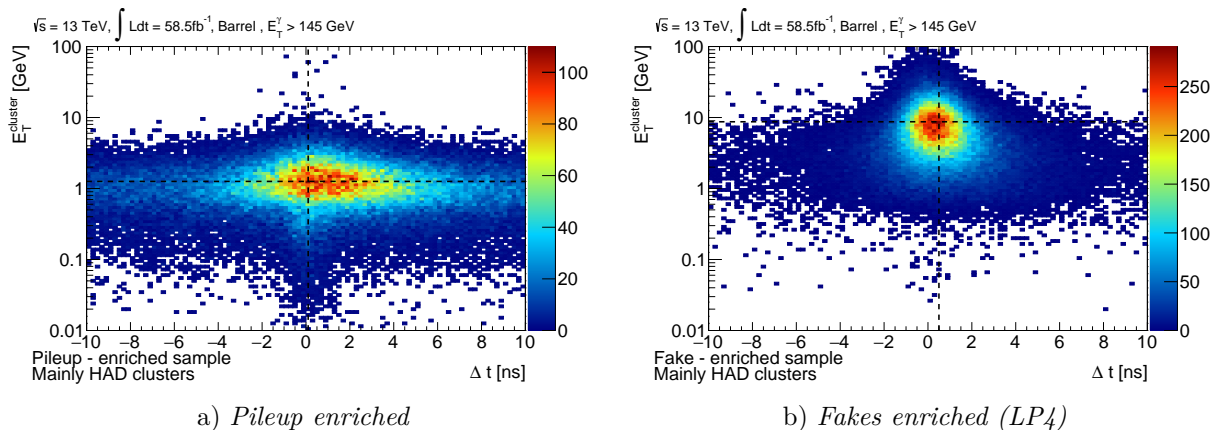 √s = 13 TeV, ∫ Ldt = 58.5fb⁻¹, Barrel , E_T^γ > 145 GeV
E_T^cluster [GeV]
100
10
1
0.1
0.01
−10 −8 −6 −4 −2 0 2 4 6 8 10
100
80
60
40
20
0
Pileup - enriched sample
Mainly HAD clusters
Δ t [ns]
a) Pileup enriched
√s = 13 TeV, ∫ Ldt = 58.5fb⁻¹, Barrel , E_T^γ > 145 GeV
E_T^cluster [GeV]
100
10
1
0.1
0.01
−10 −8 −6 −4 −2 0 2 4 6 8 10
250
200
150
100
50
0
Fake - enriched sample
Mainly HAD clusters
Δ t [ns]
b) Fakes enriched (LP4)